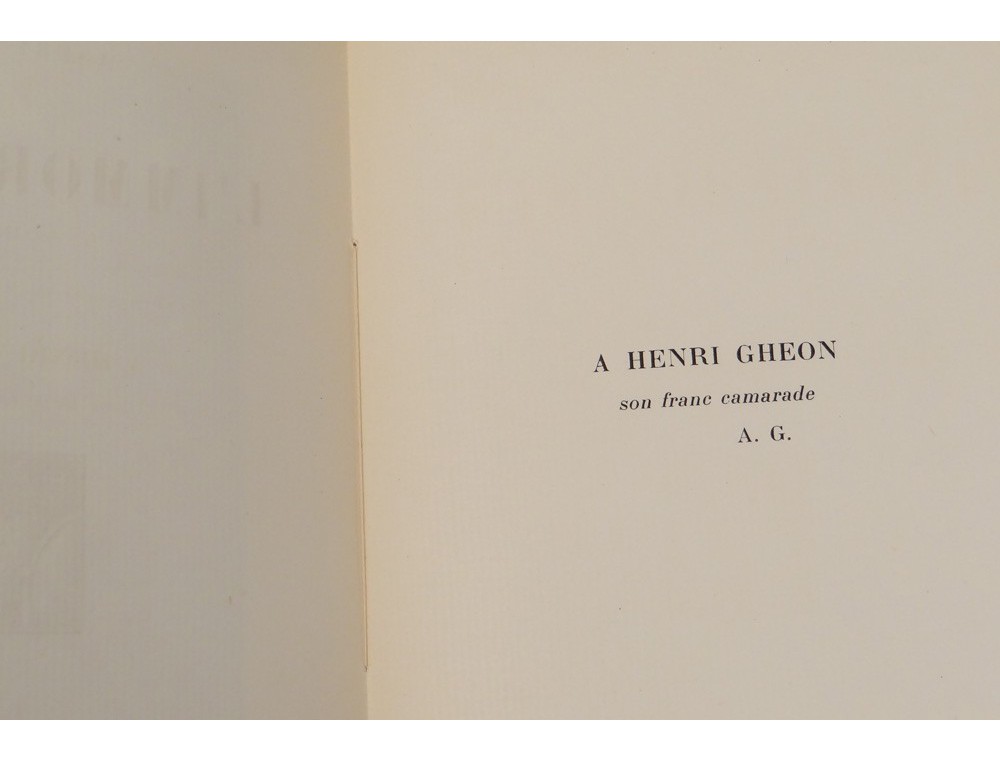 A HENRI GHEON
son franc camarade
A. G.